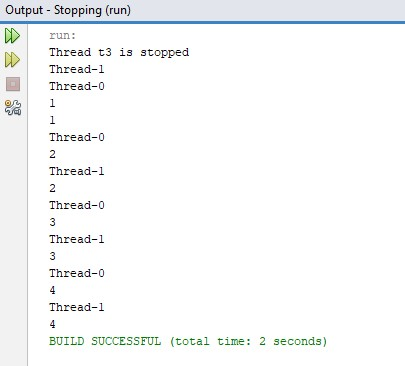 Output - Stopping (run)
run:
Thread t3 is stopped
Thread-1
Thread-0
1
1
Thread-0
2
Thread-1
2
Thread-0
3
Thread-1
3
Thread-0
4
Thread-1
4
BUILD SUCCESSFUL (total time: 2 seconds)